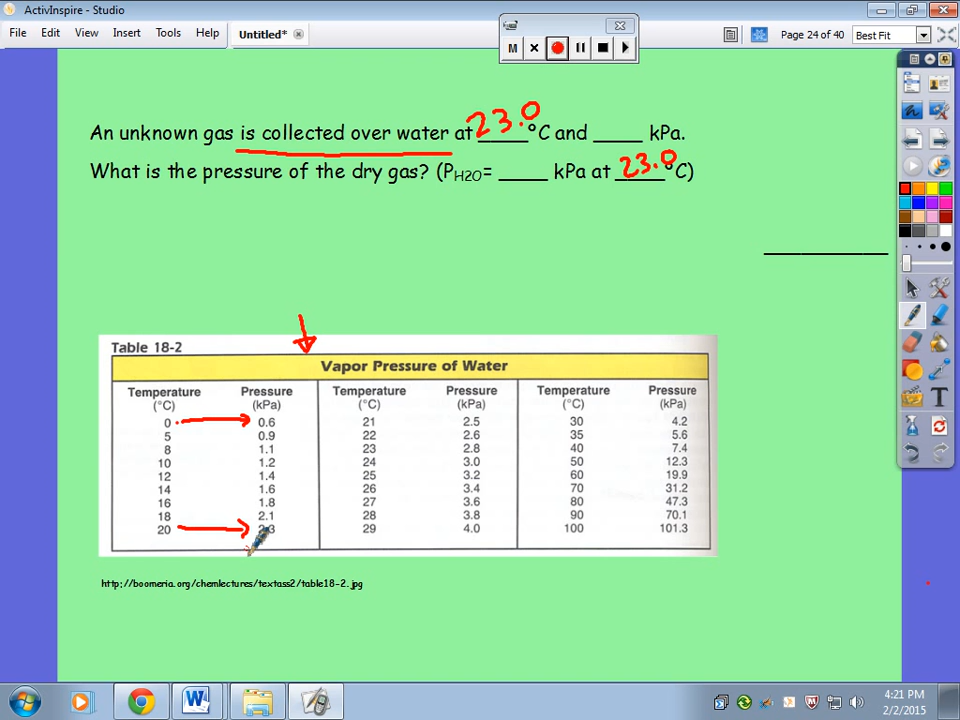 ActivInspire - Studio
File Edit View Insert Tools Help Untitled* Page 24 of 40 Best Fit
M
An unknown gas is collected over water at 23.0 °C and ____ kPa.
What is the pressure of the dry gas? (PH2O= ____ kPa at 23.0 °C)
Table 18-2
Vapor Pressure of Water
Temperature Pressure Temperature Pressure Temperature Pressure
(°C) (kPa) (°C) (kPa) (°C) (kPa)
0 0.6 21 2.5 30 4.2
5 0.9 22 2.6 35 5.6
8 1.1 23 2.8 40 7.4
10 1.2 24 3.0 50 12.3
12 1.4 25 3.2 60 19.9
14 1.6 26 3.4 70 31.2
16 1.8 27 3.6 80 47.3
18 2.1 28 3.8 90 70.1
20 29 4.0 100 101.3
http://boomeria.org/chemlectures/textass2/table18-2.jpg
4:21 PM
2/2/2015